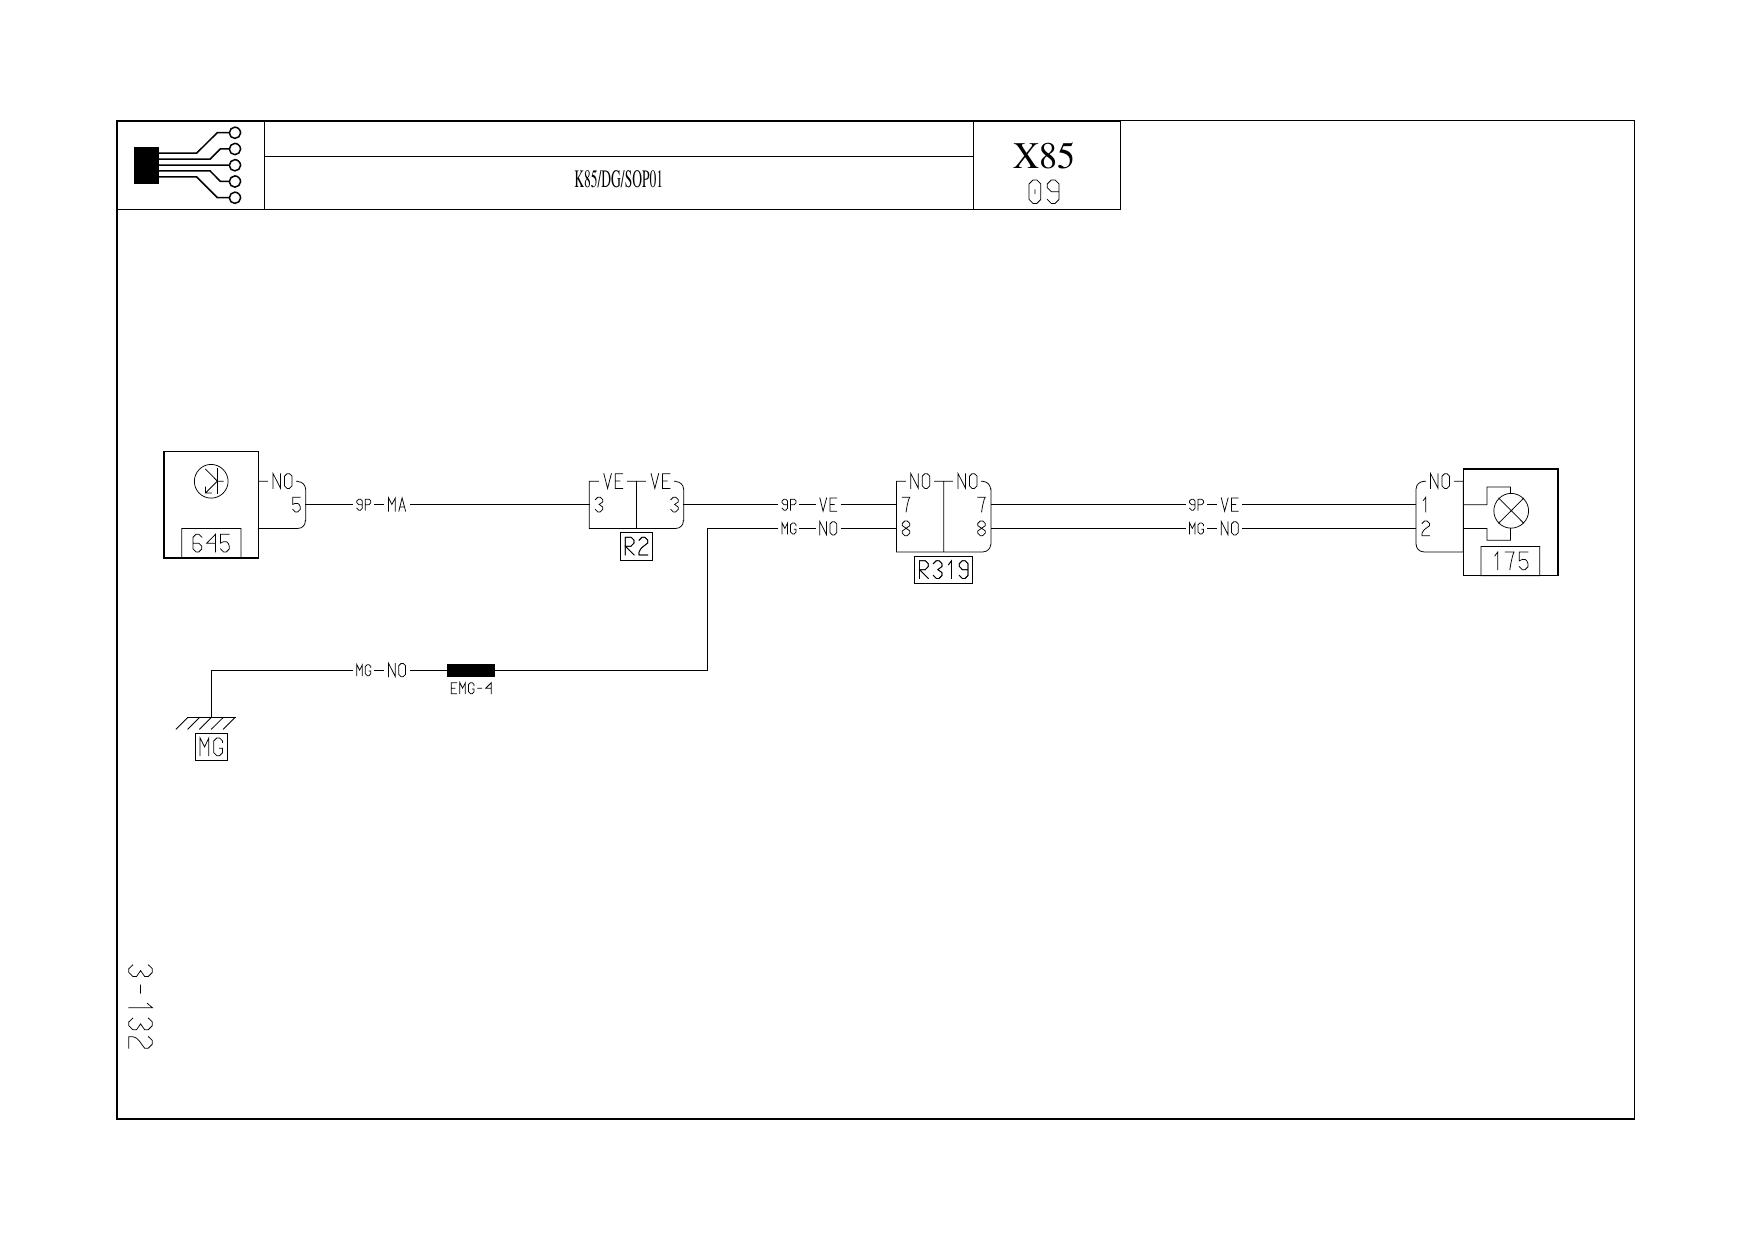 X85
K85/DG/SOP01
09
NO
5
645
9P-MA
VE VE
3 3
R2
9P-VE
MG-NO
NO NO
7 7
8 8
R319
9P-VE
MG-NO
NO
1
2
175
MG-NO
EMG-4
MG
3-132